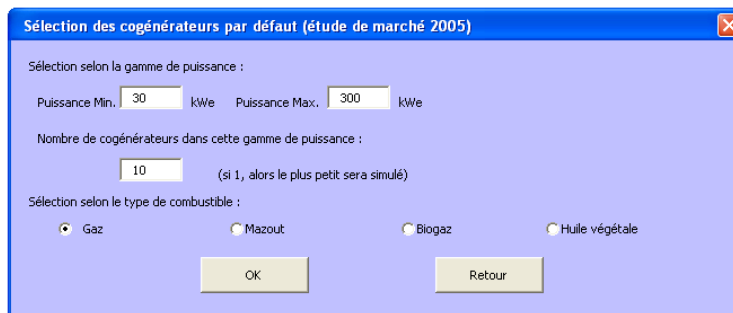 Sélection des cogénérateurs par défaut (étude de marché 2005)
Sélection selon la gamme de puissance :
Puissance Min. 30 kWe Puissance Max. 300 kWe
Nombre de cogénérateurs dans cette gamme de puissance :
10 (si 1, alors le plus petit sera simulé)
Sélection selon le type de combustible :
Gaz Mazout Biogaz Huile végétale
OK Retour